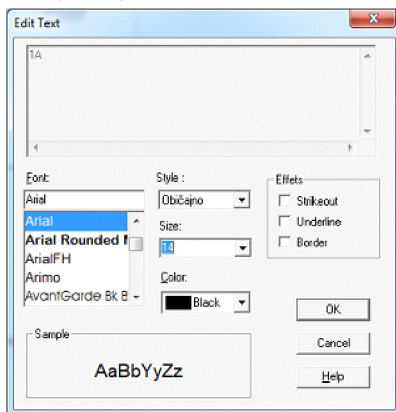 Edit Text
1A
Font:
Arial
Arial
Arial Rounded M
ArialFH
Arimo
AvantGarde Bk B
Style :
Običajno
Size:
14
Color:
Black
Effets
Strikeout
Underline
Border
Sample
AaBbYyZz
OK
Cancel
Help